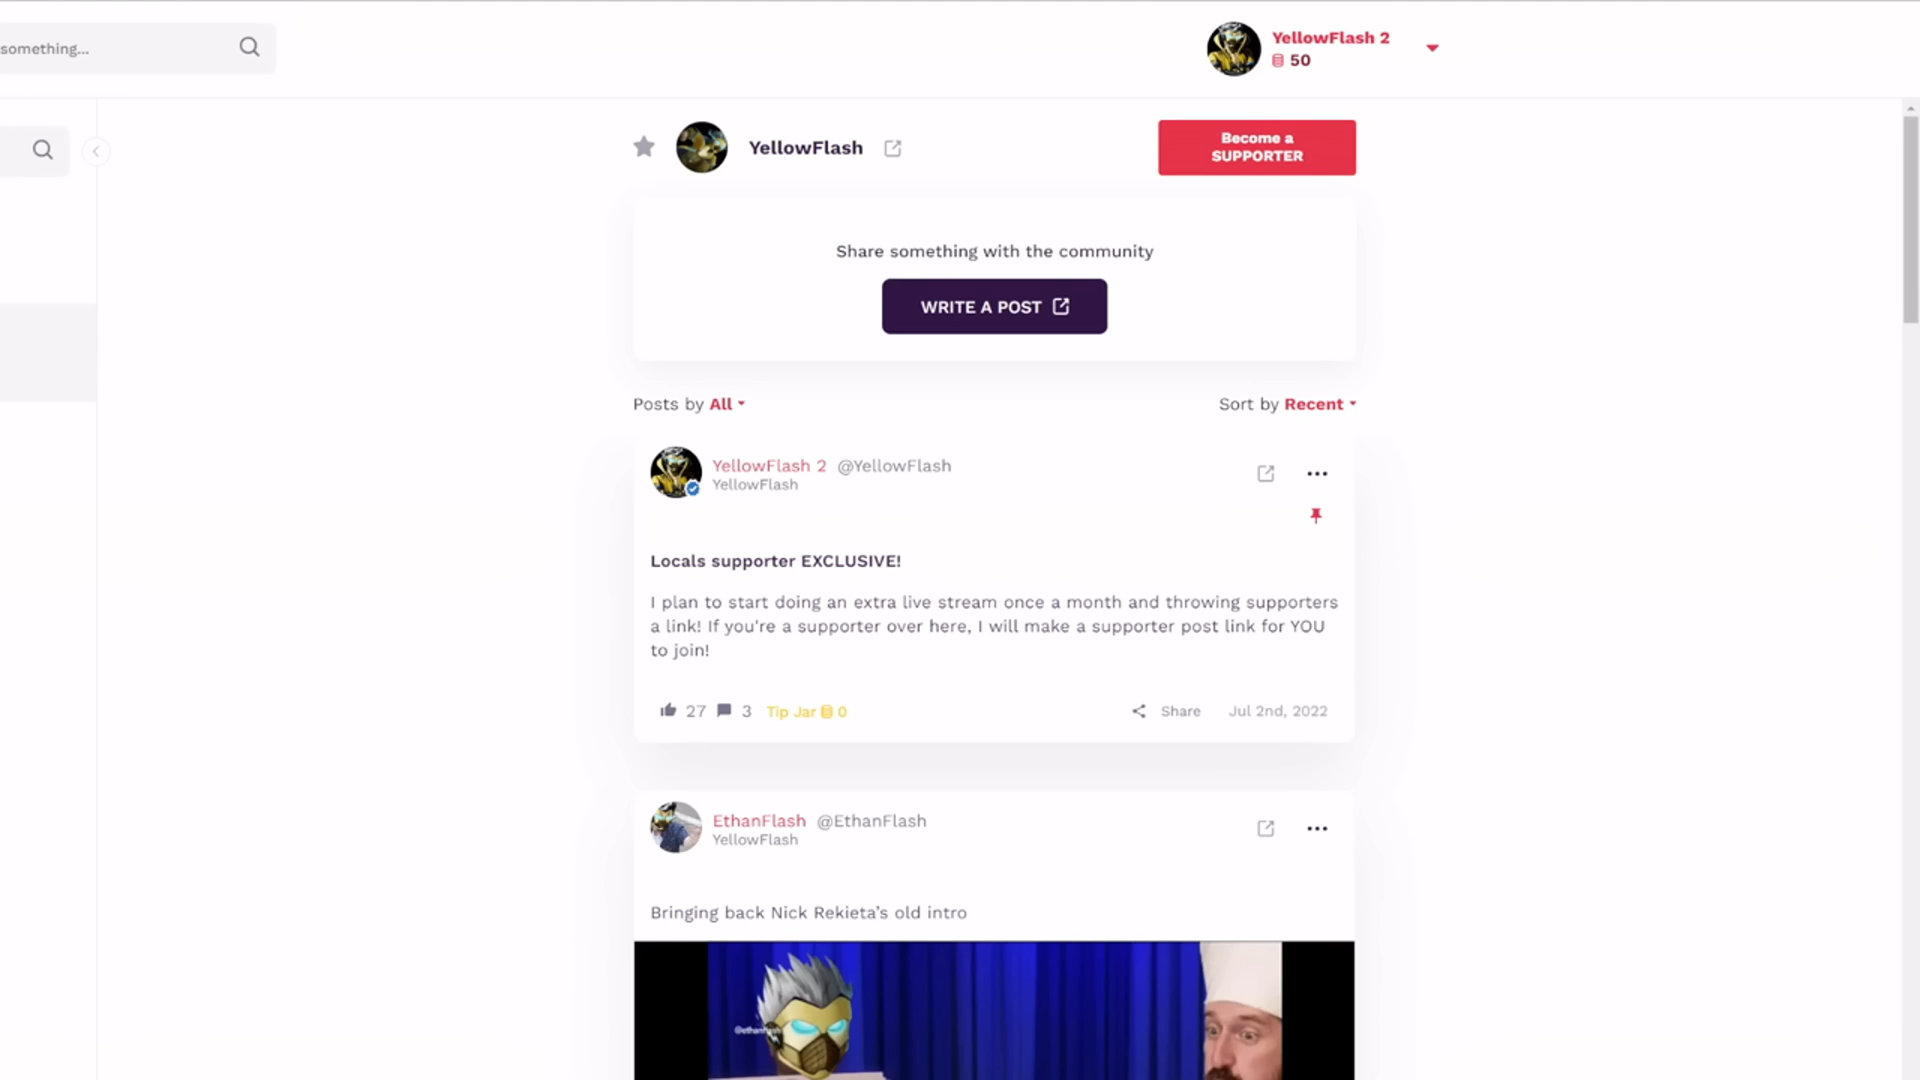 something...
YellowFlash 2
50
YellowFlash
Become a
SUPPORTER
Share something with the community
WRITE A POST
Posts by All
Sort by Recent
YellowFlash 2 @YellowFlash
YellowFlash
Locals supporter EXCLUSIVE!
I plan to start doing an extra live stream once a month and throwing supporters
a link! If you're a supporter over here, I will make a supporter post link for YOU
to join!
27 3 Tip Jar 0
Share Jul 2nd, 2022
EthanFlash @EthanFlash
YellowFlash
Bringing back Nick Rekieta’s old intro
@ethanflash